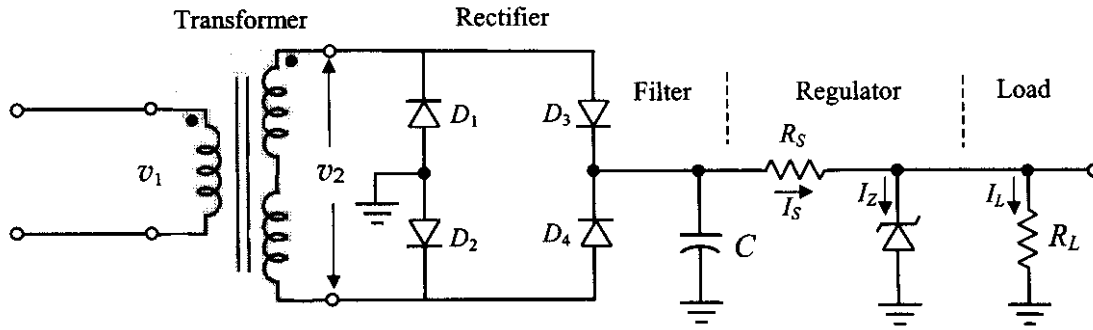 Transformer
Rectifier
Filter
Regulator
Load
v1
v2
D1
D2
D3
D4
C
RS
IS
IZ
IL
RL